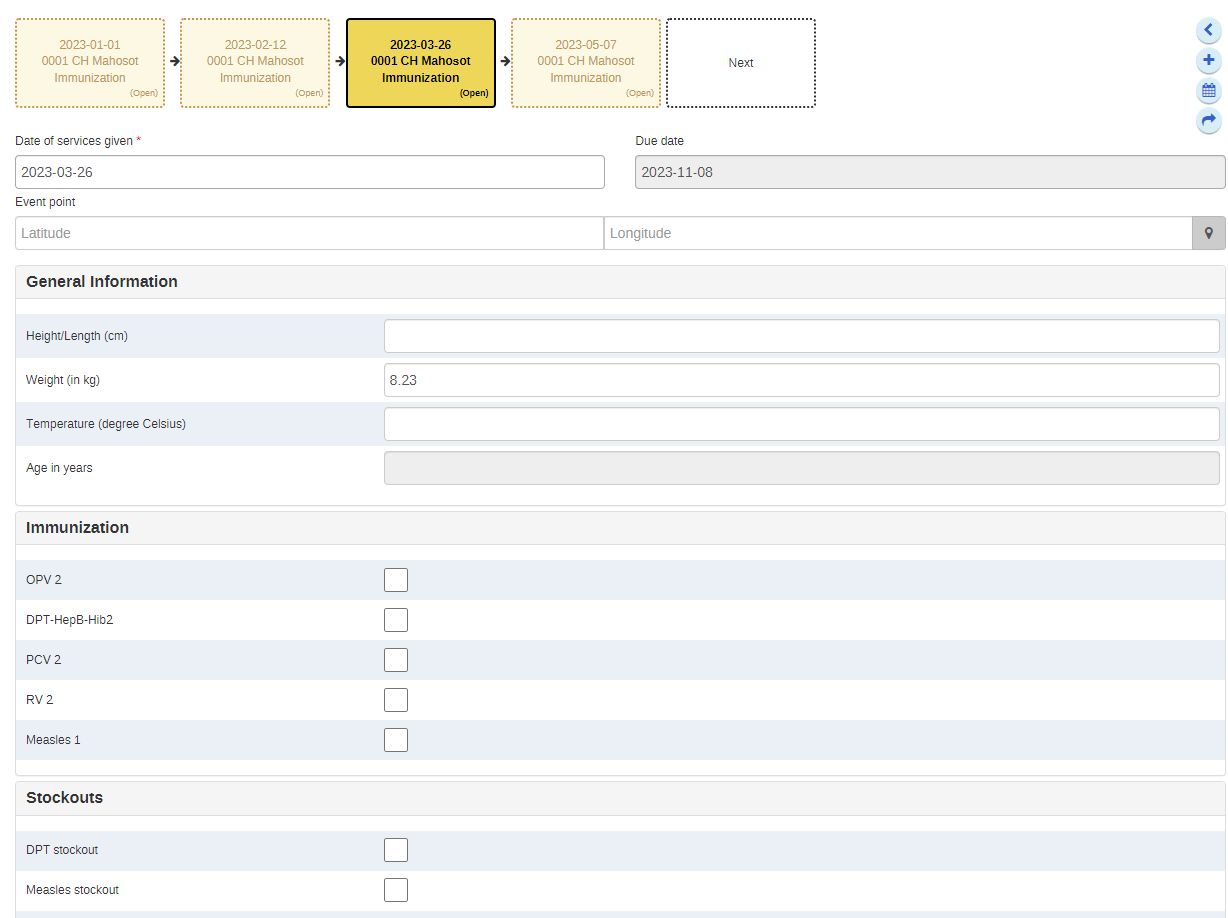 2023-01-01
0001 CH Mahosot
Immunization
(Open)
2023-02-12
0001 CH Mahosot
Immunization
(Open)
2023-03-26
0001 CH Mahosot
Immunization
(Open)
2023-05-07
0001 CH Mahosot
Immunization
(Open)
Next
Date of services given *
2023-03-26
Due date
2023-11-08
Event point
Latitude
Longitude
General Information
Height/Length (cm)
Weight (in kg)
8.23
Temperature (degree Celsius)
Age in years
Immunization
OPV 2
DPT-HepB-Hib2
PCV 2
RV 2
Measles 1
Stockouts
DPT stockout
Measles stockout